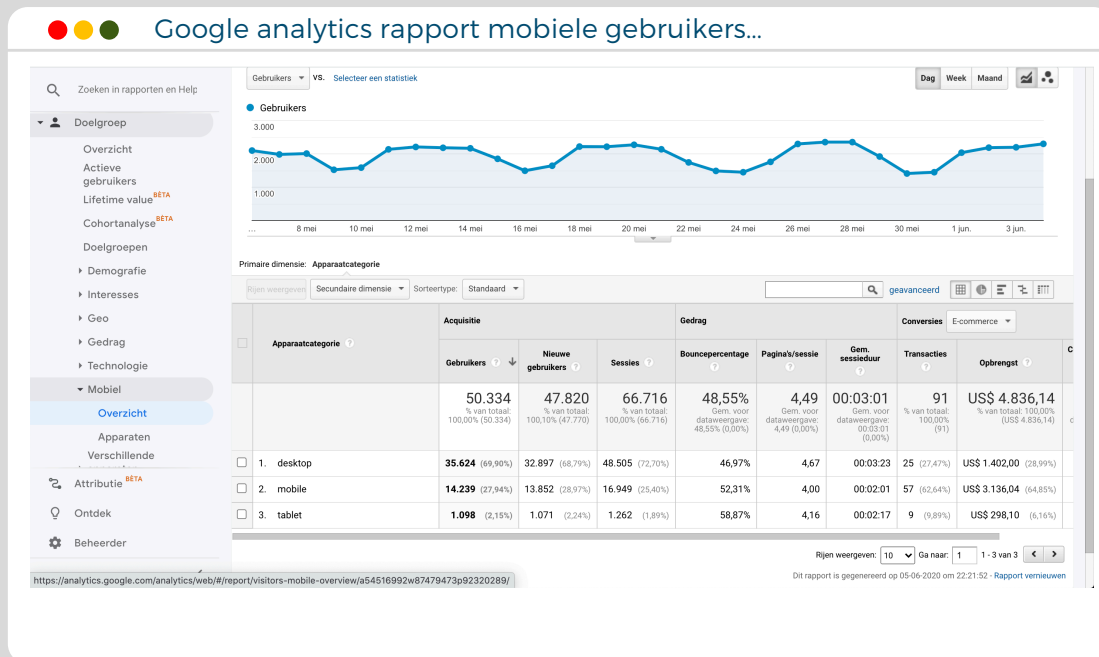 Google analytics rapport mobiele gebruikers...
Zoeken in rapporten en Help
Doelgroep
Overzicht
Actieve
gebruikers
Lifetime value BÈTA
Cohortanalyse BÈTA
Doelgroepen
Demografie
Interesses
Geo
Gedrag
Technologie
Mobiel
Overzicht
Apparaten
Verschillende
Attributie BÈTA
Ontdek
Beheerder
https://analytics.google.com/analytics/web/#/report/visitors-mobile-overview/a54516992w87479473p92320289/
Gebruikers VS. Selecteer een statistiek
Dag Week Maand
Gebruikers
3.000
2.000
1.000
... 8 mei 10 mei 12 mei 14 mei 16 mei 18 mei 20 mei 22 mei 24 mei 26 mei 28 mei 30 mei 1 jun. 3 jun.
Primaire dimensie: Apparaatcategorie
Rijen weergeven Secundaire dimensie Sorteertype: Standaard geavanceerd
Acquisitie Gedrag Conversies E-commerce
Apparaatcategorie ?
Gebruikers ? Nieuwe gebruikers ? Sessies ? Bouncepercentage ? Pagina's/sessie ? Gem. sessieduur ? Transacties ? Opbrengst ?
50.334 47.820 66.716 48,55% 4,49 00:03:01 91 US$ 4.836,14
% van totaal: % van totaal: % van totaal: Gem. voor Gem. voor Gem. voor % van totaal: % van totaal: 100,00%
100,00% (50.334) 100,10% (47.770) 100,00% (66.716) dataweergave: dataweergave: dataweergave: 100,00% (US$ 4.836,14)
48,55% (0,00%) 4,49 (0,00%) 00:03:01 (91)
(0,00%)
1. desktop 35.624 (69,90%) 32.897 (68,79%) 48.505 (72,70%) 46,97% 4,67 00:03:23 25 (27,47%) US$ 1.402,00 (28,99%)
2. mobile 14.239 (27,94%) 13.852 (28,97%) 16.949 (25,40%) 52,31% 4,00 00:02:01 57 (62,64%) US$ 3.136,04 (64,85%)
3. tablet 1.098 (2,15%) 1.071 (2,24%) 1.262 (1,89%) 58,87% 4,16 00:02:17 9 (9,89%) US$ 298,10 (6,16%)
Rijen weergeven: 10 Ga naar: 1 1 - 3 van 3
Dit rapport is gegenereerd op 05-06-2020 om 22:21:52 - Rapport vernieuwen